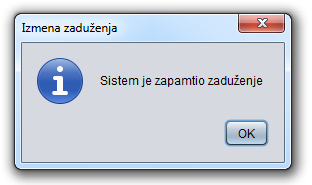 Izmena zaduženja
Sistem je zapamtio zaduženje
OK